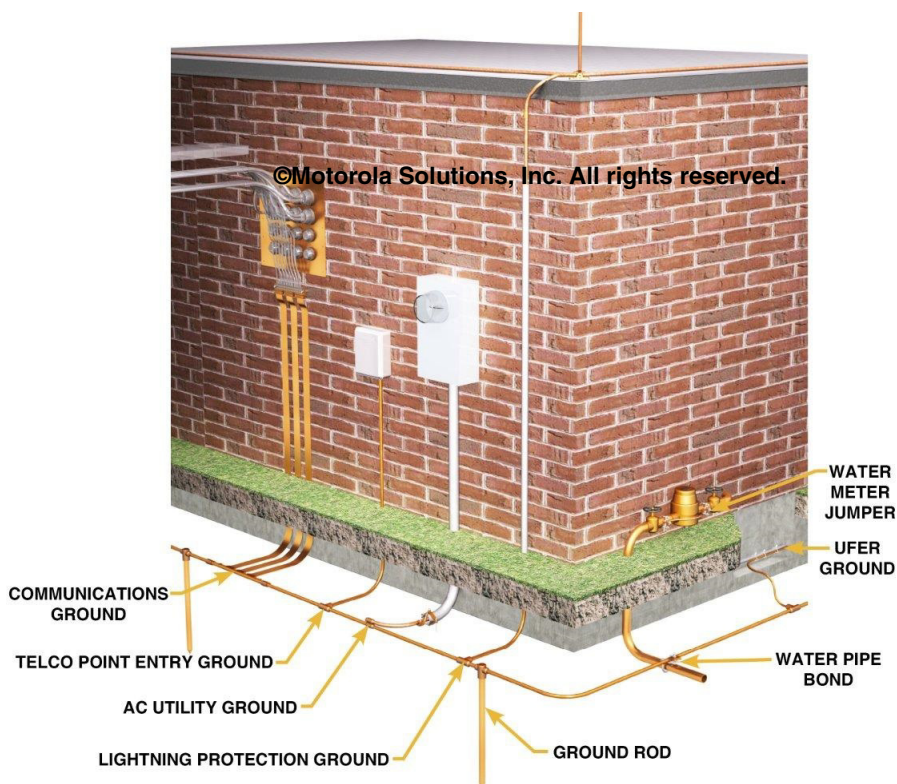 ©Motorola Solutions, Inc. All rights reserved.
WATER
METER
JUMPER
UFER
GROUND
COMMUNICATIONS
GROUND
TELCO POINT ENTRY GROUND
WATER PIPE
BOND
AC UTILITY GROUND
LIGHTNING PROTECTION GROUND
GROUND ROD